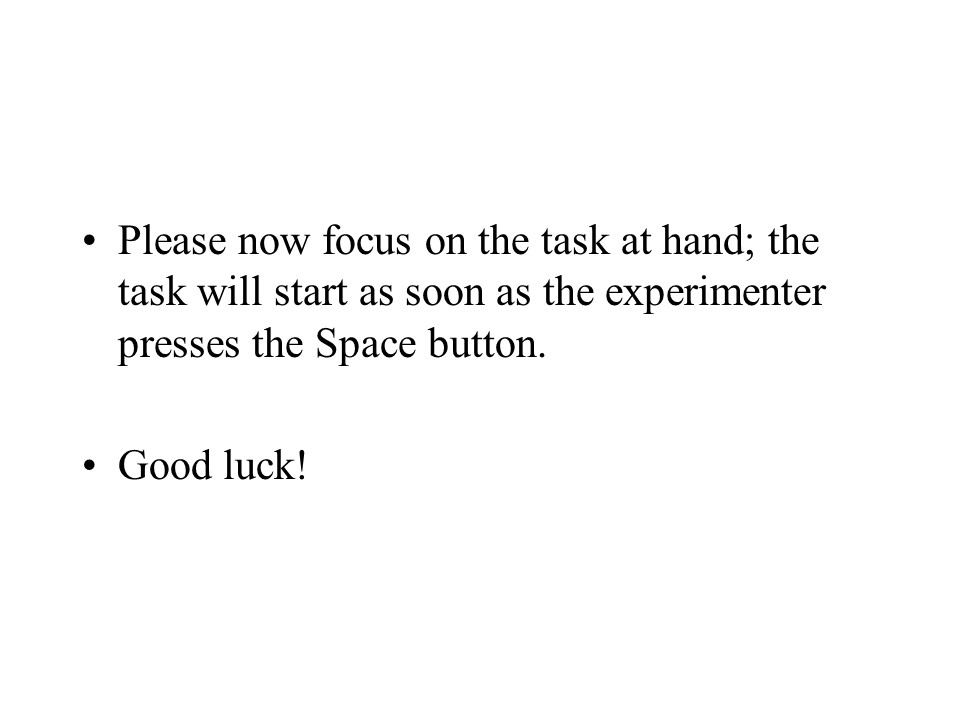 • Please now focus on the task at hand; the
task will start as soon as the experimenter
presses the Space button.
• Good luck!